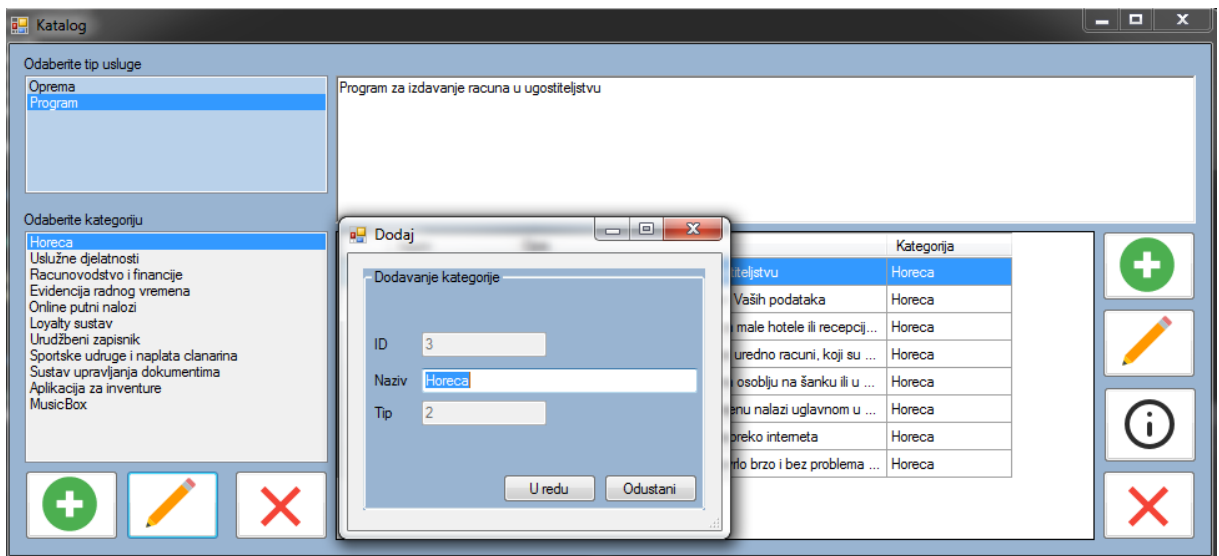 Katalog
Odaberite tip usluge
Oprema
Program
Program za izdavanje racuna u ugostiteljstvu
Odaberite kategoriju
Horeca
Uslužne djelatnosti
Racunovodstvo i financije
Evidencija radnog vremena
Online putni nalozi
Loyalty sustav
Urudžbeni zapisnik
Sportske udruge i naplata clanarina
Sustav upravljanja dokumentima
Aplikacija za inventure
MusicBox
Dodaj
Dodavanje kategorije
ID 3
Naziv Horeca
Tip 2
U redu Odustani
Kategorija
Horeca
Vaših podataka Horeca
male hotele ili recepcij... Horeca
uredno racuni, koji su ... Horeca
osoblju na šanku ili u ... Horeca
nalazi uglavnom u ... Horeca
preko interneta Horeca
brzo i bez problema ... Horeca